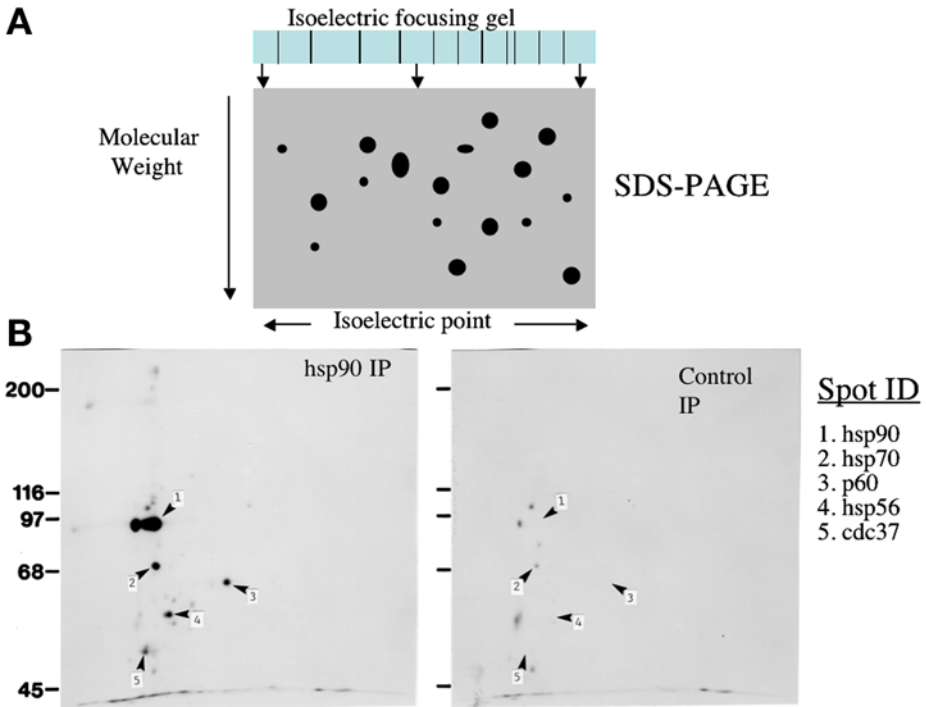 A
Isoelectric focusing gel
Molecular
Weight
SDS-PAGE
Isoelectric point
B
hsp90 IP
200
116
97
68
45
1
2
3
4
5
Control
IP
1
2
3
4
5
Spot ID
1. hsp90
2. hsp70
3. p60
4. hsp56
5. cdc37